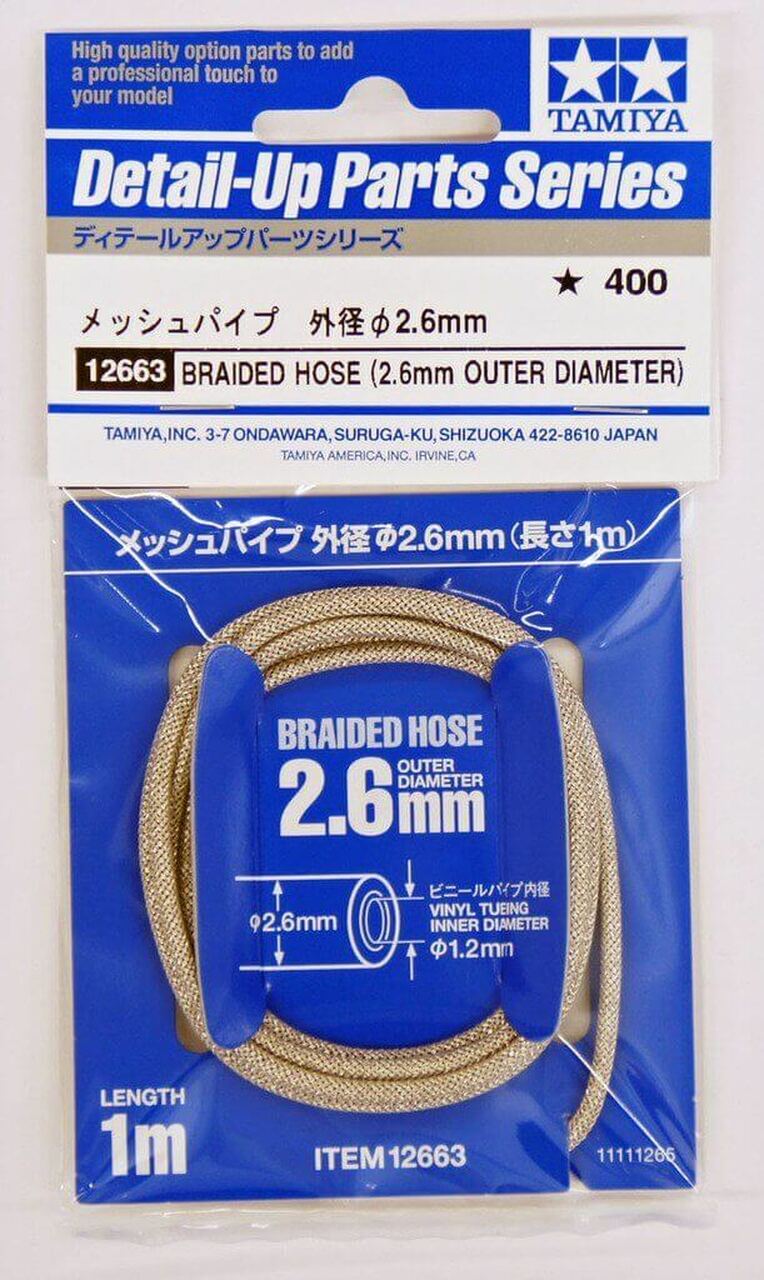 High quality option parts to add
a professional touch to
your model
TAMIYA
Detail-Up Parts Series
ディテールアップパーツシリーズ
★ 400
メッシュパイプ 外径φ2.6mm
12663 BRAIDED HOSE (2.6mm OUTER DIAMETER)
TAMIYA,INC. 3-7 ONDAWARA, SURUGA-KU, SHIZUOKA 422-8610 JAPAN
TAMIYA AMERICA,INC. IRVINE,CA
メッシュパイプ 外径φ2.6mm(長さ1m)
BRAIDED HOSE
2.6mm OUTER
DIAMETER
φ2.6mm
ビニールパイプ内径
VINYL TUBING
INNER DIAMETER
φ1.2mm
LENGTH
1m
ITEM 12663
11111265